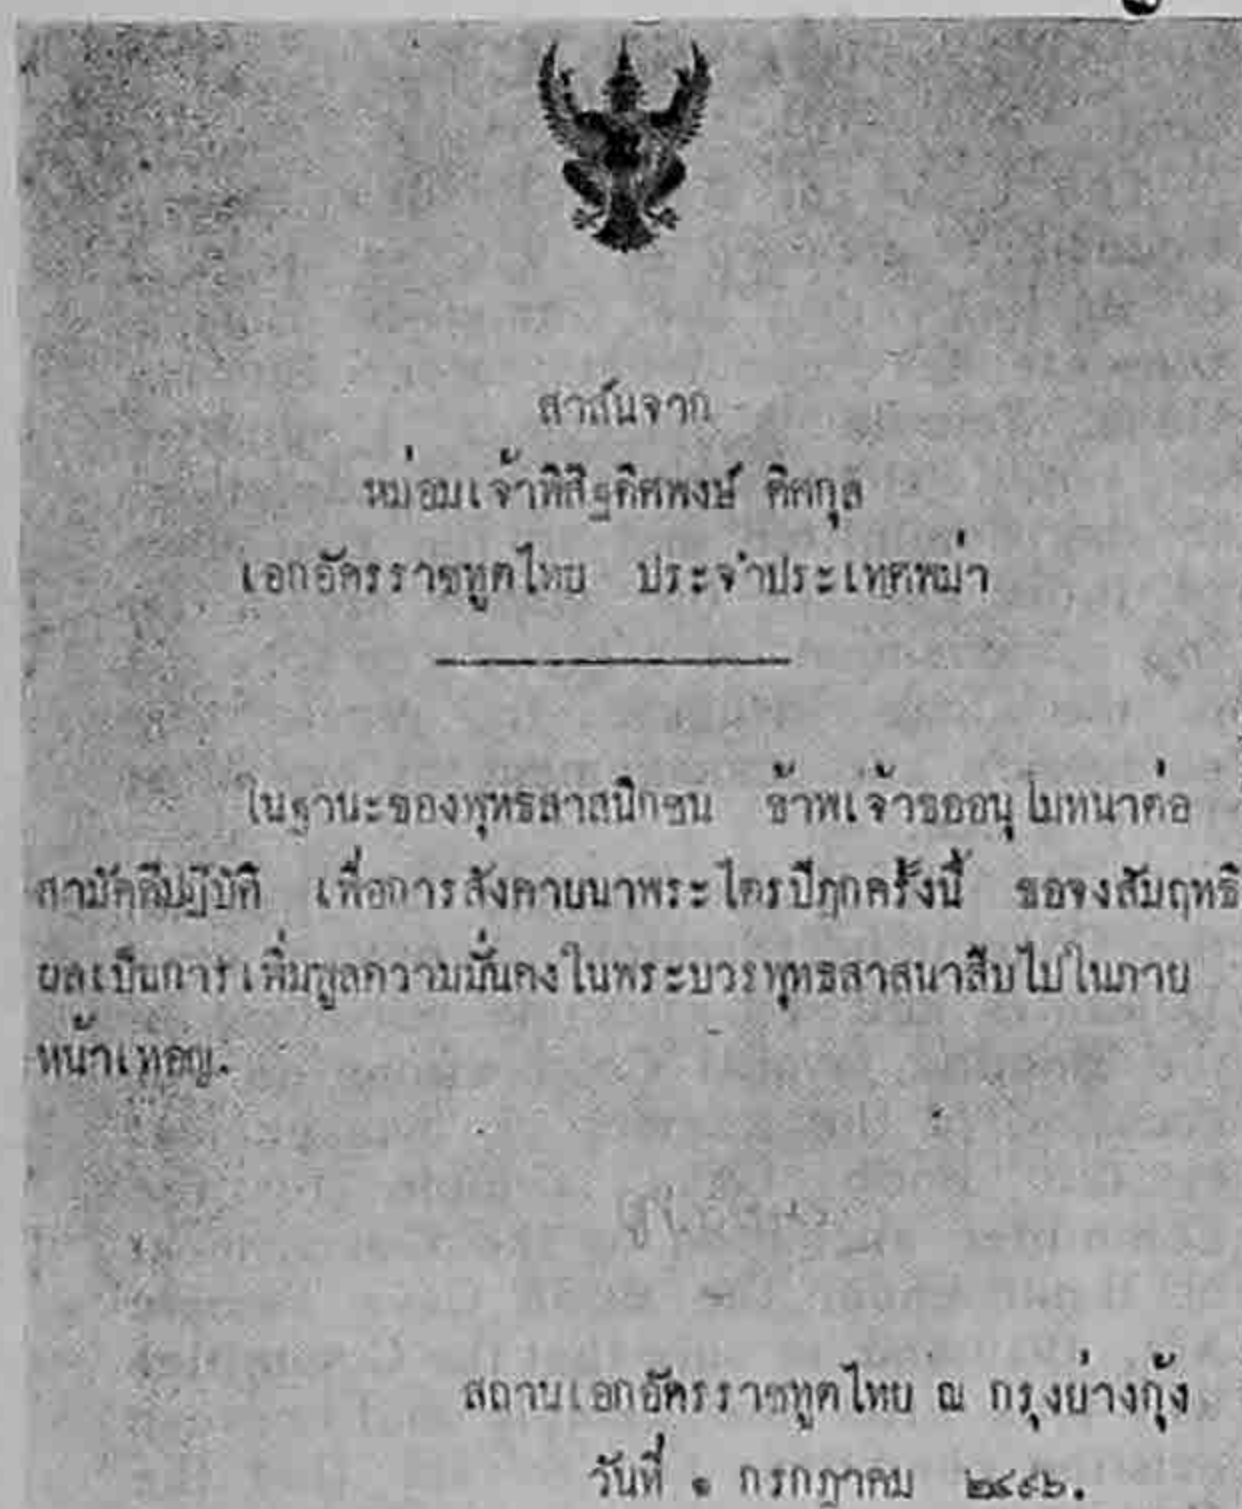 สาส์นจาก
หม่อมเจ้าพิสิฐดิศพงษ์ ดิศกุล
เอกอัครราชทูตไทย ประจำประเทศพม่า
ในฐานะของพุทธสาสนิกชน ข้าพเจ้าขออนุโมทนาต่อ
สามัคคีปฏิบัติ เพื่อการสังคายนาพระไตรปิฎกครั้งนี้ ขอจงสัมฤทธิ
ผลเป็นการเพิ่มพูลความมั่นคงในพระบวรพุทธสาสนาสืบไปในภาย
หน้าเทอญ.
สถานเอกอัครราชทูตไทย ณ กรุงย่างกุ้ง
วันที่ ๑ กรกฎาคม ๒๔๙๖.